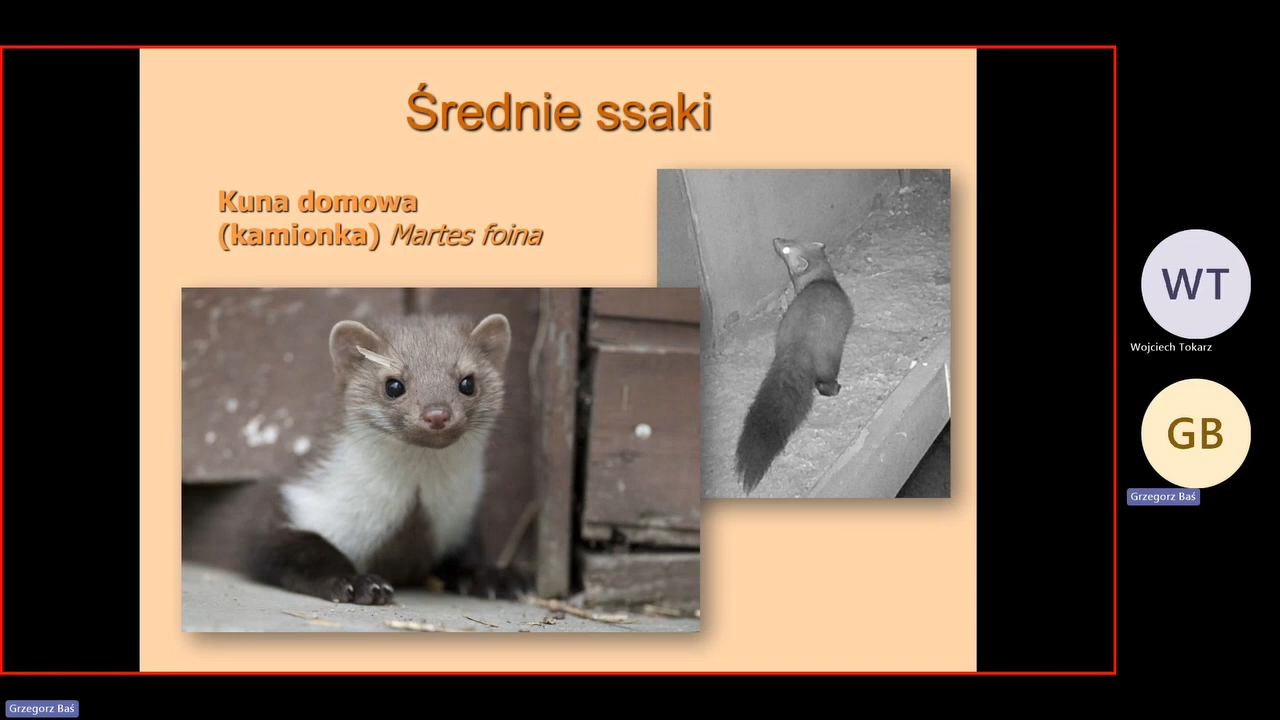 Średnie ssaki
Kuna domowa
(kamionka) Martes foina
WT
Wojciech Tokarz
GB
Grzegorz Baś
Grzegorz Baś